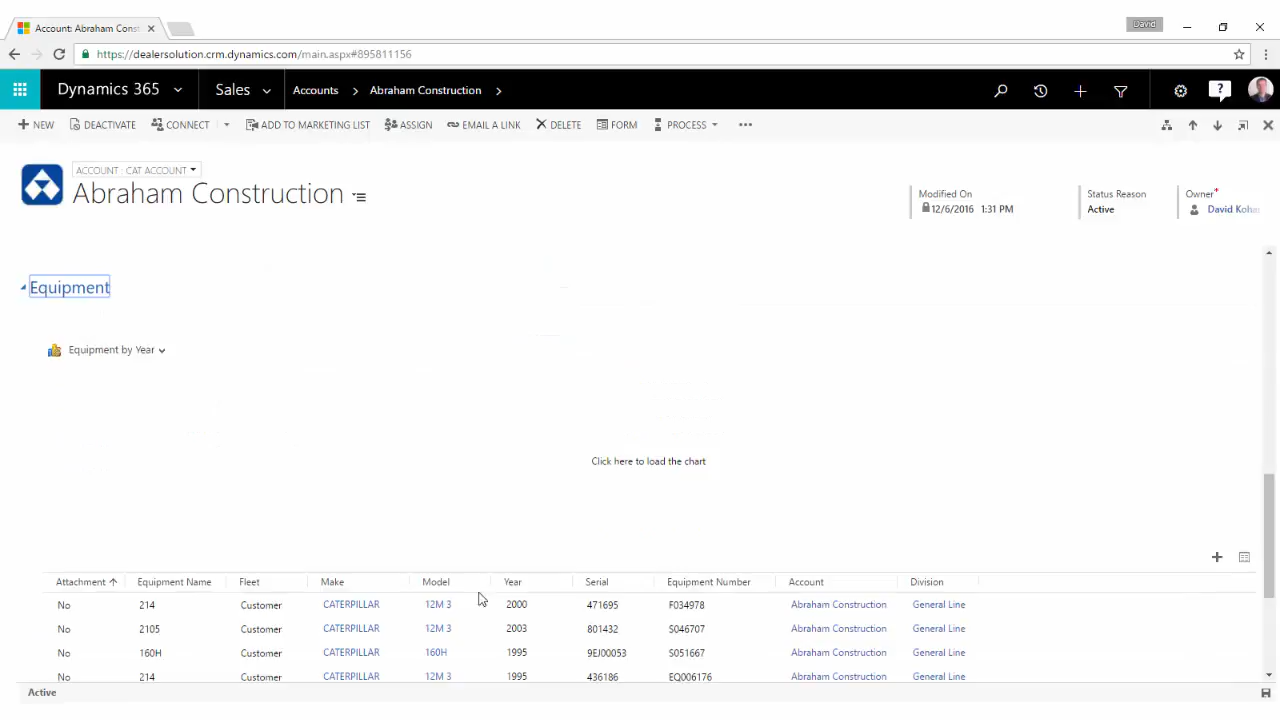 Account: Abraham Const
David
https://dealersolution.crm.dynamics.com/main.aspx#895811156
Dynamics 365 Sales Accounts > Abraham Construction >
NEW DEACTIVATE CONNECT ADD TO MARKETING LIST ASSIGN EMAIL A LINK DELETE FORM PROCESS ...
ACCOUNT : CAT ACCOUNT
Abraham Construction
Modified On Status Reason Owner*
12/6/2016 1:31 PM Active David Koha
Equipment
Equipment by Year
Click here to load the chart
Attachment Equipment Name Fleet Make Model Year Serial Equipment Number Account Division
No 214 Customer CATERPILLAR 12M 3 2000 471695 F034978 Abraham Construction General Line
No 2105 Customer CATERPILLAR 12M 3 2003 801432 S046707 Abraham Construction General Line
No 160H Customer CATERPILLAR 160H 1995 9EJ00053 S051667 Abraham Construction General Line
No 214 Customer CATERPILLAR 12M 3 1995 436186 EQ006176 Abraham Construction General Line
Active